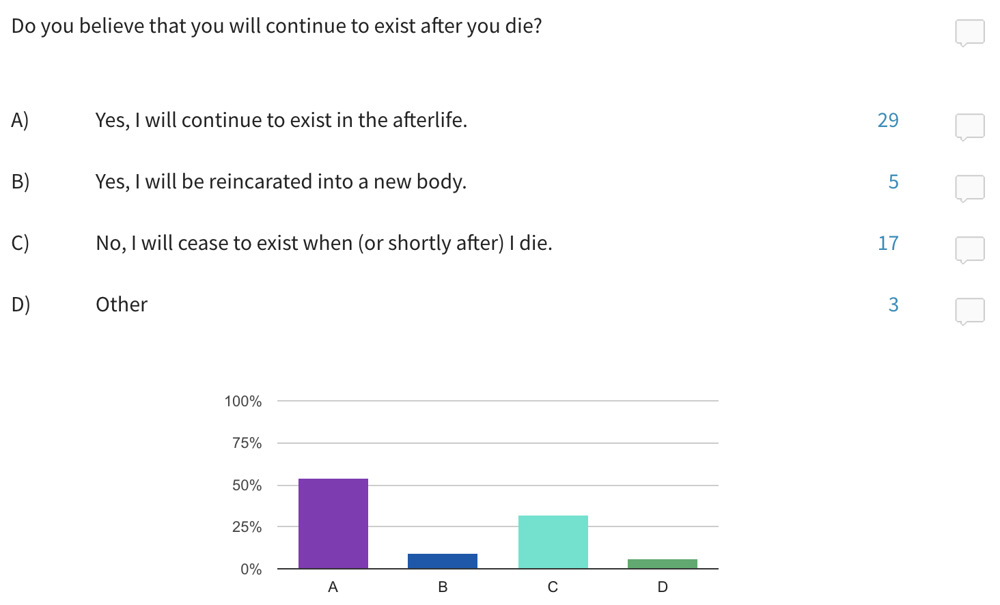 Do you believe that you will continue to exist after you die?
A) Yes, I will continue to exist in the afterlife. 29
B) Yes, I will be reincarated into a new body. 5
C) No, I will cease to exist when (or shortly after) I die. 17
D) Other 3
100%
75%
50%
25%
0%
A B C D